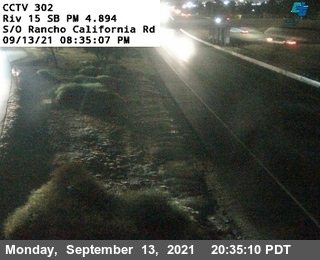 CCTV 302
Riv 15 SB PM 4.894
S/O Rancho California Rd
09/13/21 08:35:07 PM
Monday, September 13, 2021 20:35:10 PDT